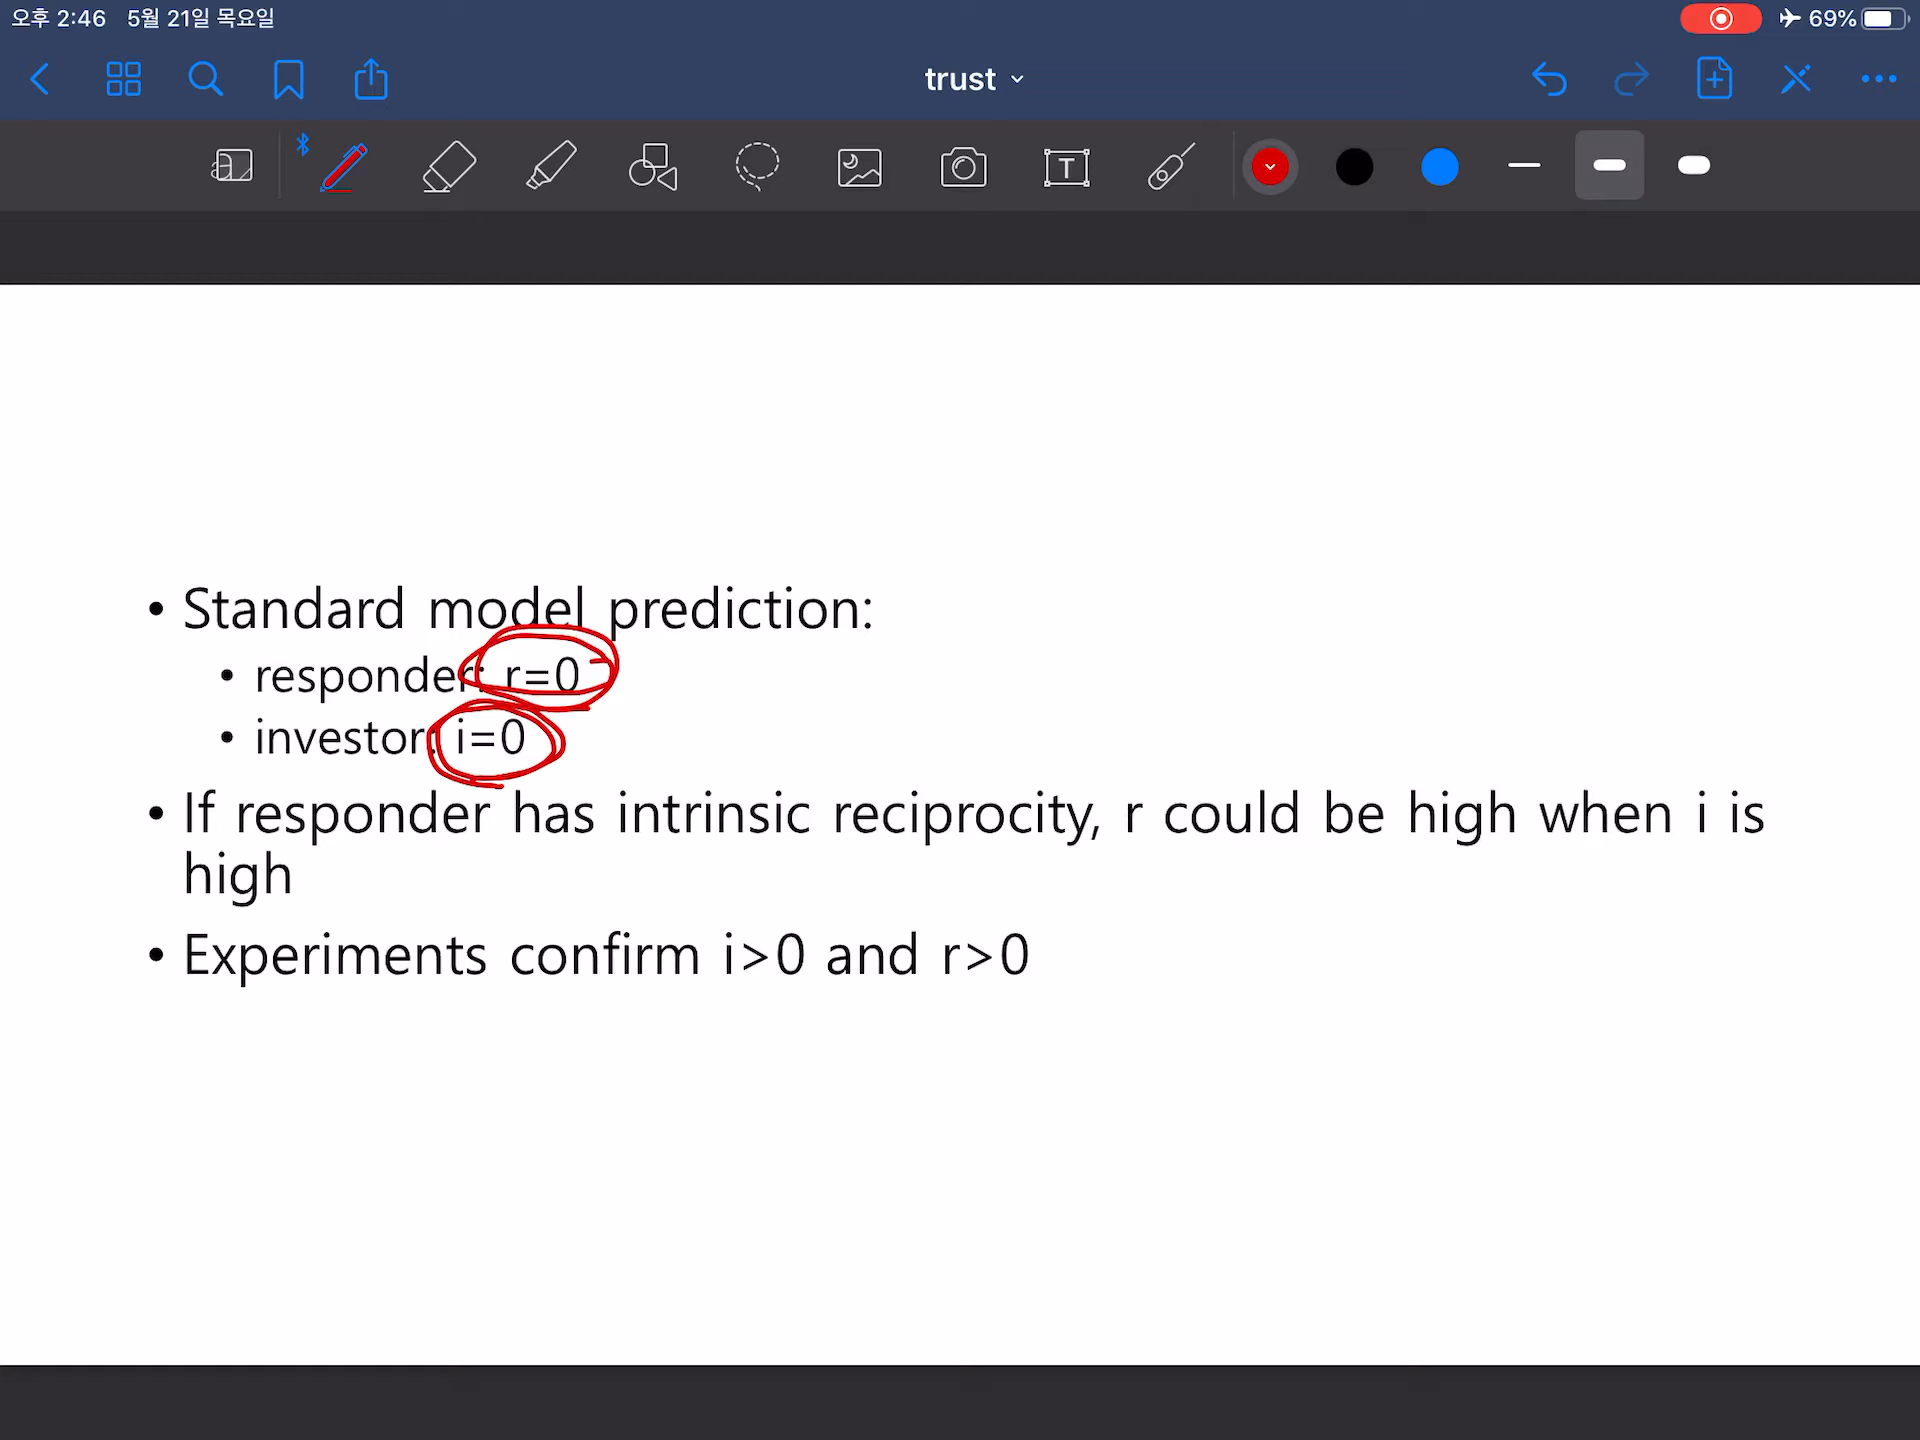 오후 2:46 5월 21일 목요일
69%
trust
• Standard model prediction:
• responder: r=0
• investor: i=0
• If responder has intrinsic reciprocity, r could be high when i is
high
• Experiments confirm i>0 and r>0